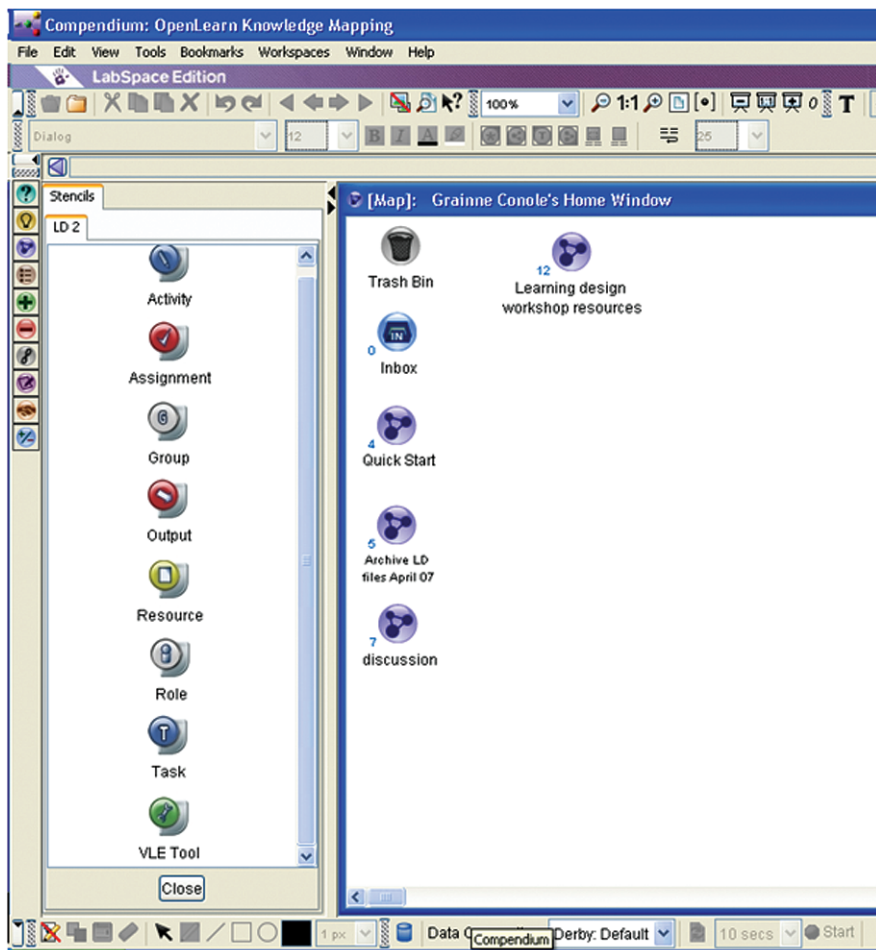 Compendium: OpenLearn Knowledge Mapping
File Edit View Tools Bookmarks Workspaces Window Help
LabSpace Edition
100% 1:1 T
Dialog 12 B I A 25
Stencils
LD 2
Activity
Assignment
G
Group
Output
Resource
Role
T
Task
VLE Tool
Close
[Map]: Grainne Conole's Home Window
Trash Bin
12
Learning design
workshop resources
IN
0
Inbox
4
Quick Start
5
Archive LD
files April 07
7
discussion
1 px Data Compendium Derby: Default 10 secs Start